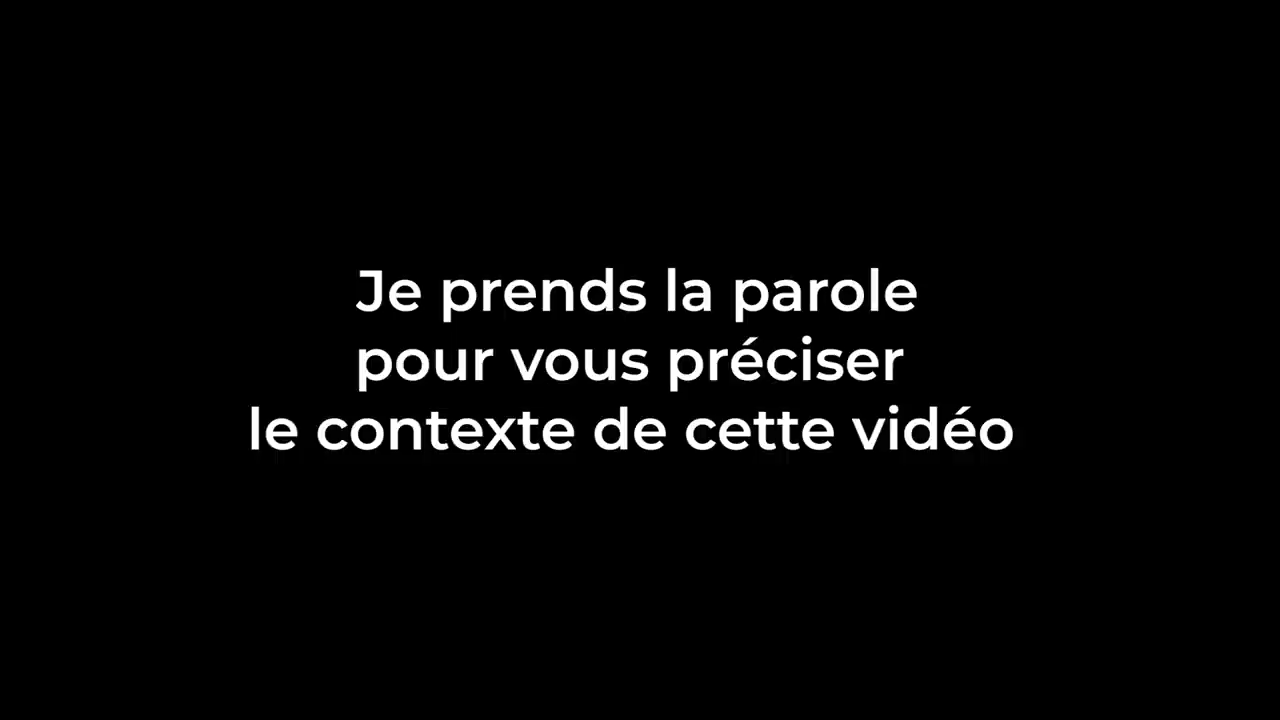 Je prends la parole
pour vous préciser
le contexte de cette vidéo